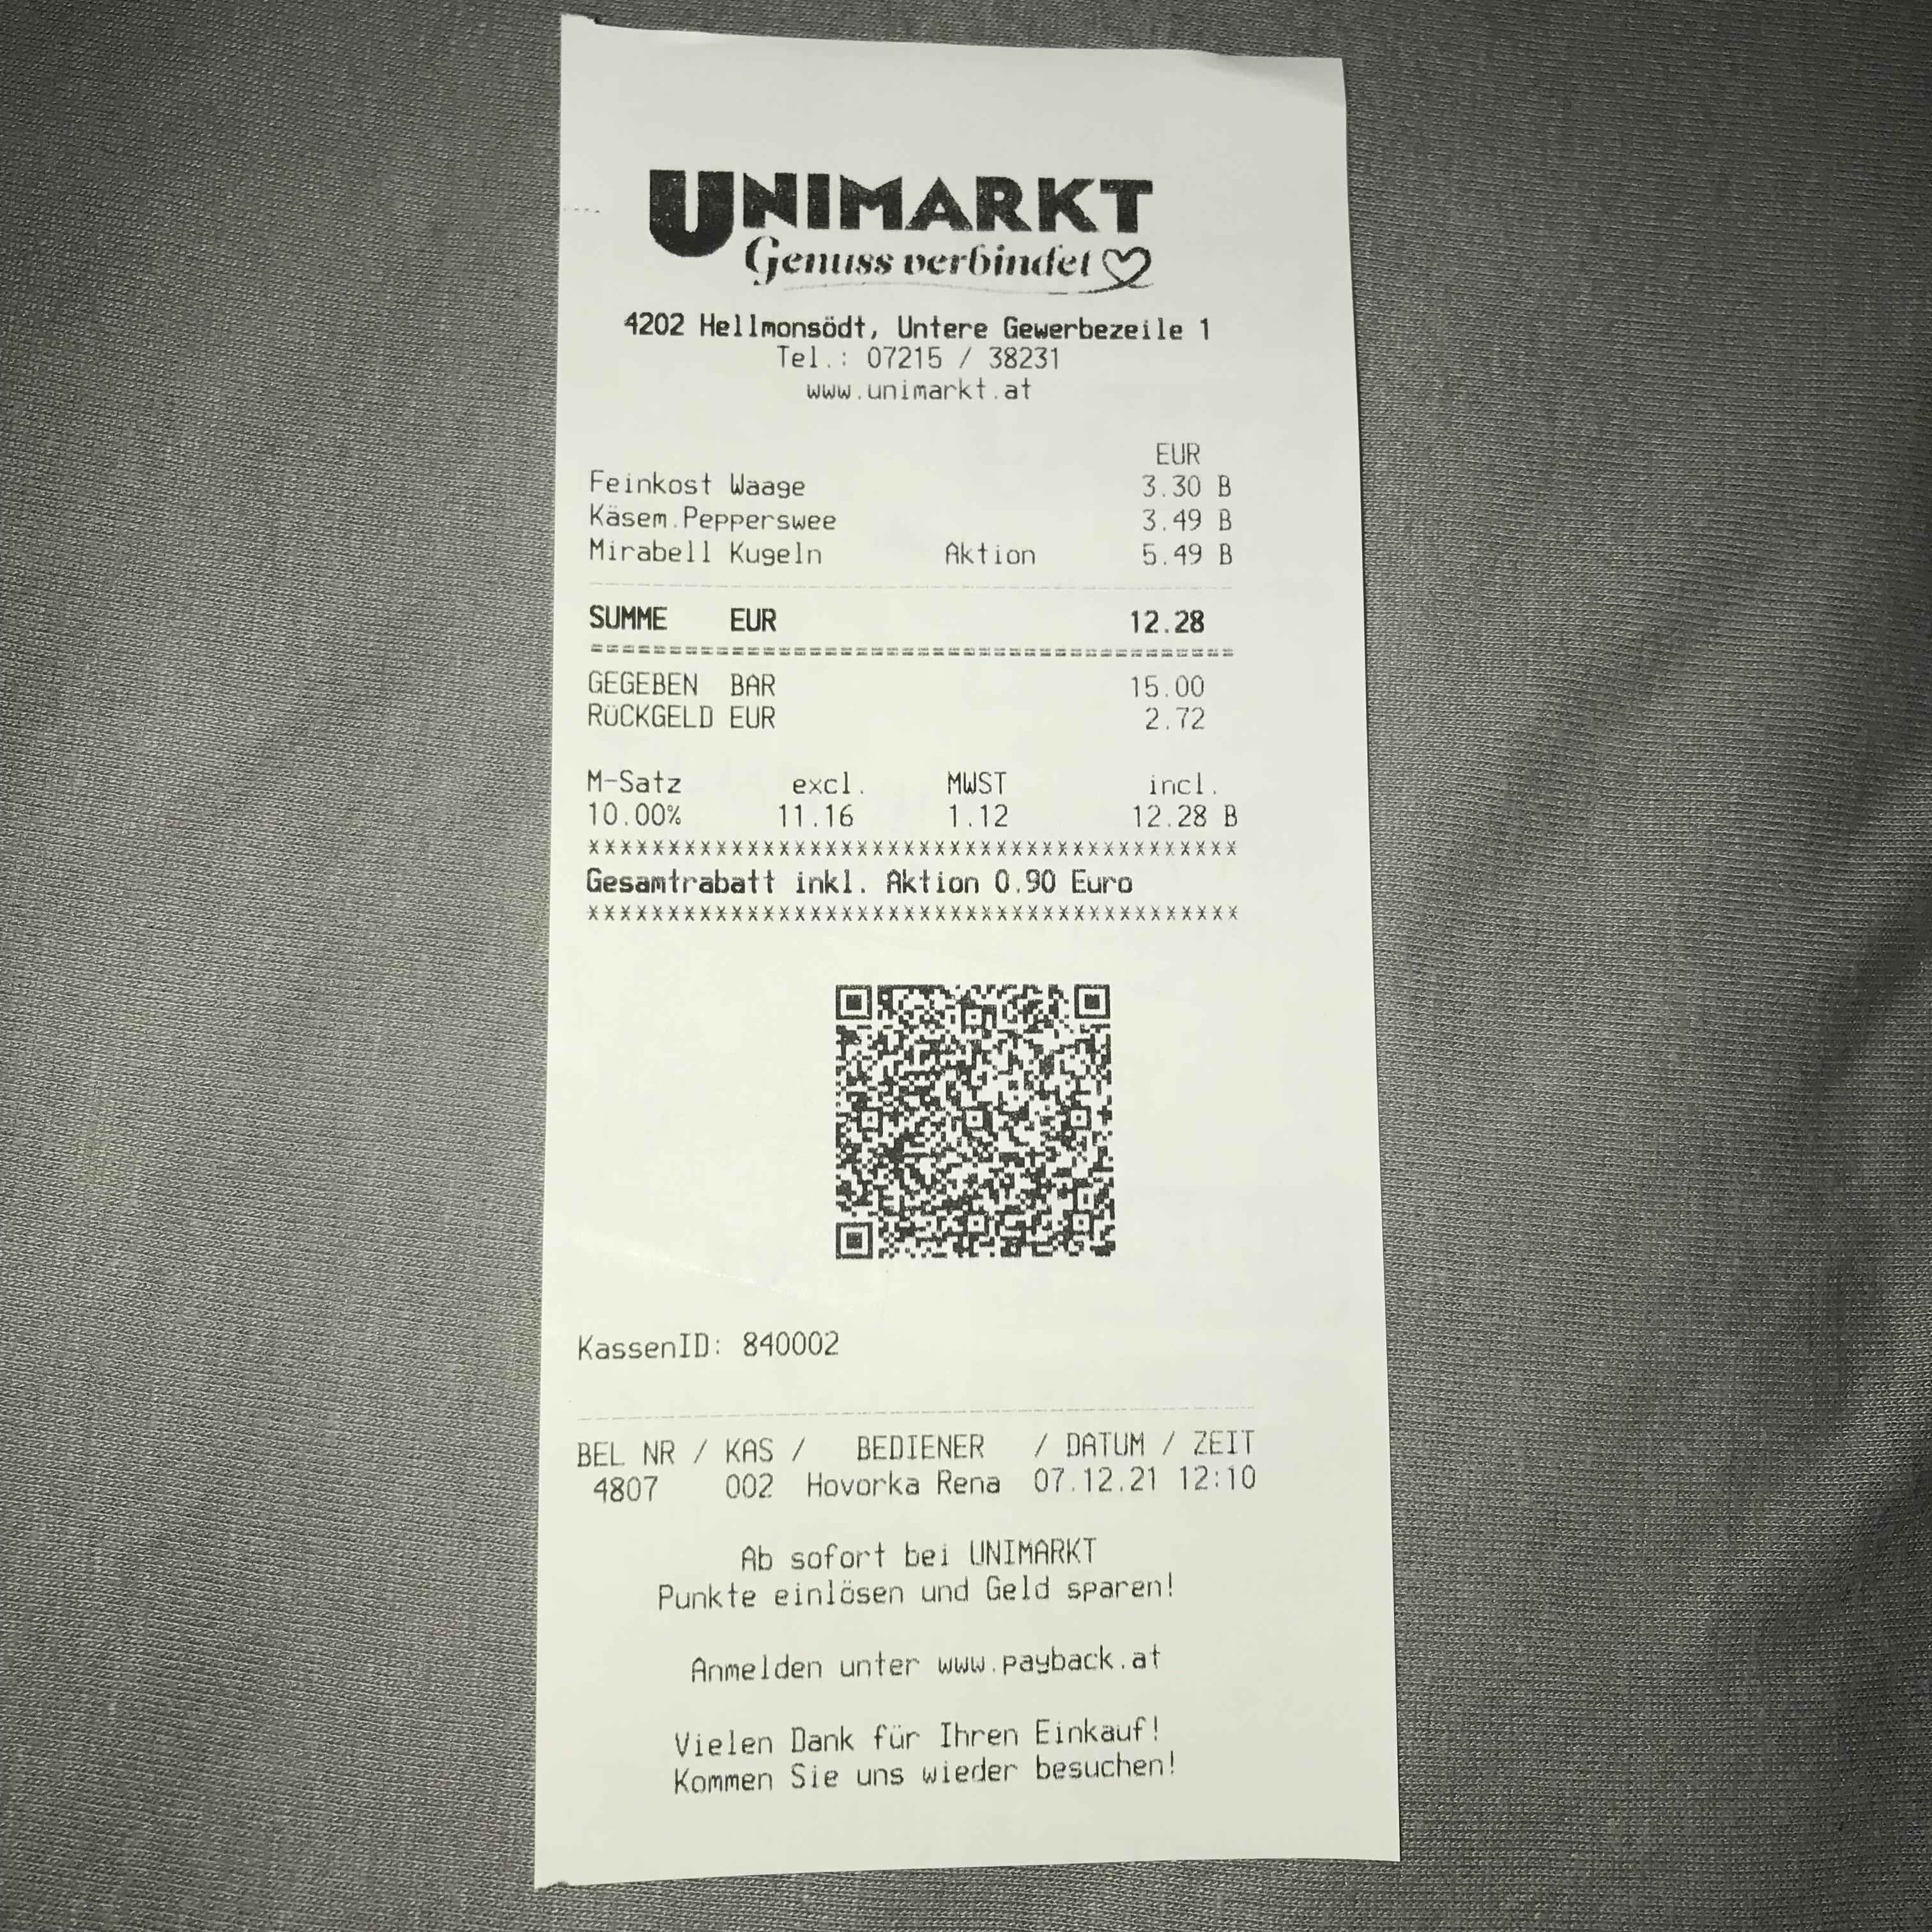 UNIMARKT
Genuss verbindet
4202 Hellmonsödt, Untere Gewerbezeile 1
Tel.: 07215 / 38231
www.unimarkt.at
EUR
Feinkost Waage 3.30 B
Käsem.Pepperswee 3.49 B
Mirabell Kugeln Aktion 5.49 B
SUMME EUR 12.28
GEGEBEN BAR 15.00
RÜCKGELD EUR 2.72
M-Satz excl. MWST incl.
10.00% 11.16 1.12 12.28 B
******************************************
Gesamtrabatt inkl. Aktion 0.90 Euro
******************************************
KassenID: 840002
BEL NR / KAS / BEDIENER / DATUM / ZEIT
4807 002 Hovorka Rena 07.12.21 12:10
Ab sofort bei UNIMARKT
Punkte einlösen und Geld sparen!
Anmelden unter www.payback.at
Vielen Dank für Ihren Einkauf!
Kommen Sie uns wieder besuchen!